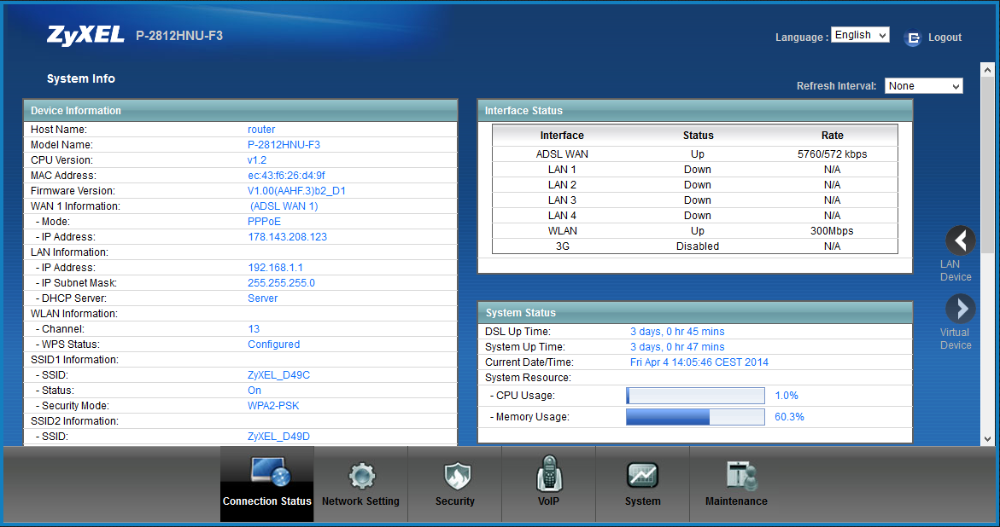 ZyXEL P-2812HNU-F3
Language : English
Logout
System Info
Refresh Interval: None
Device Information
Host Name: router
Model Name: P-2812HNU-F3
CPU Version: v1.2
MAC Address: ec:43:f6:26:d4:9f
Firmware Version: V1.00(AAHF.3)b2_D1
WAN 1 Information: (ADSL WAN 1)
- Mode: PPPoE
- IP Address: 178.143.208.123
LAN Information:
- IP Address: 192.168.1.1
- IP Subnet Mask: 255.255.255.0
- DHCP Server: Server
WLAN Information:
- Channel: 13
- WPS Status: Configured
SSID1 Information:
- SSID: ZyXEL_D49C
- Status: On
- Security Mode: WPA2-PSK
SSID2 Information:
- SSID: ZyXEL_D49D
Interface Status
Interface Status Rate
ADSL WAN Up 5760/572 kbps
LAN 1 Down N/A
LAN 2 Down N/A
LAN 3 Down N/A
LAN 4 Down N/A
WLAN Up 300Mbps
3G Disabled N/A
System Status
DSL Up Time: 3 days, 0 hr 45 mins
System Up Time: 3 days, 0 hr 47 mins
Current Date/Time: Fri Apr 4 14:05:46 CEST 2014
System Resource:
- CPU Usage: 1.0%
- Memory Usage: 60.3%
LAN
Device
Virtual
Device
Connection Status
Network Setting
Security
VoIP
System
Maintenance